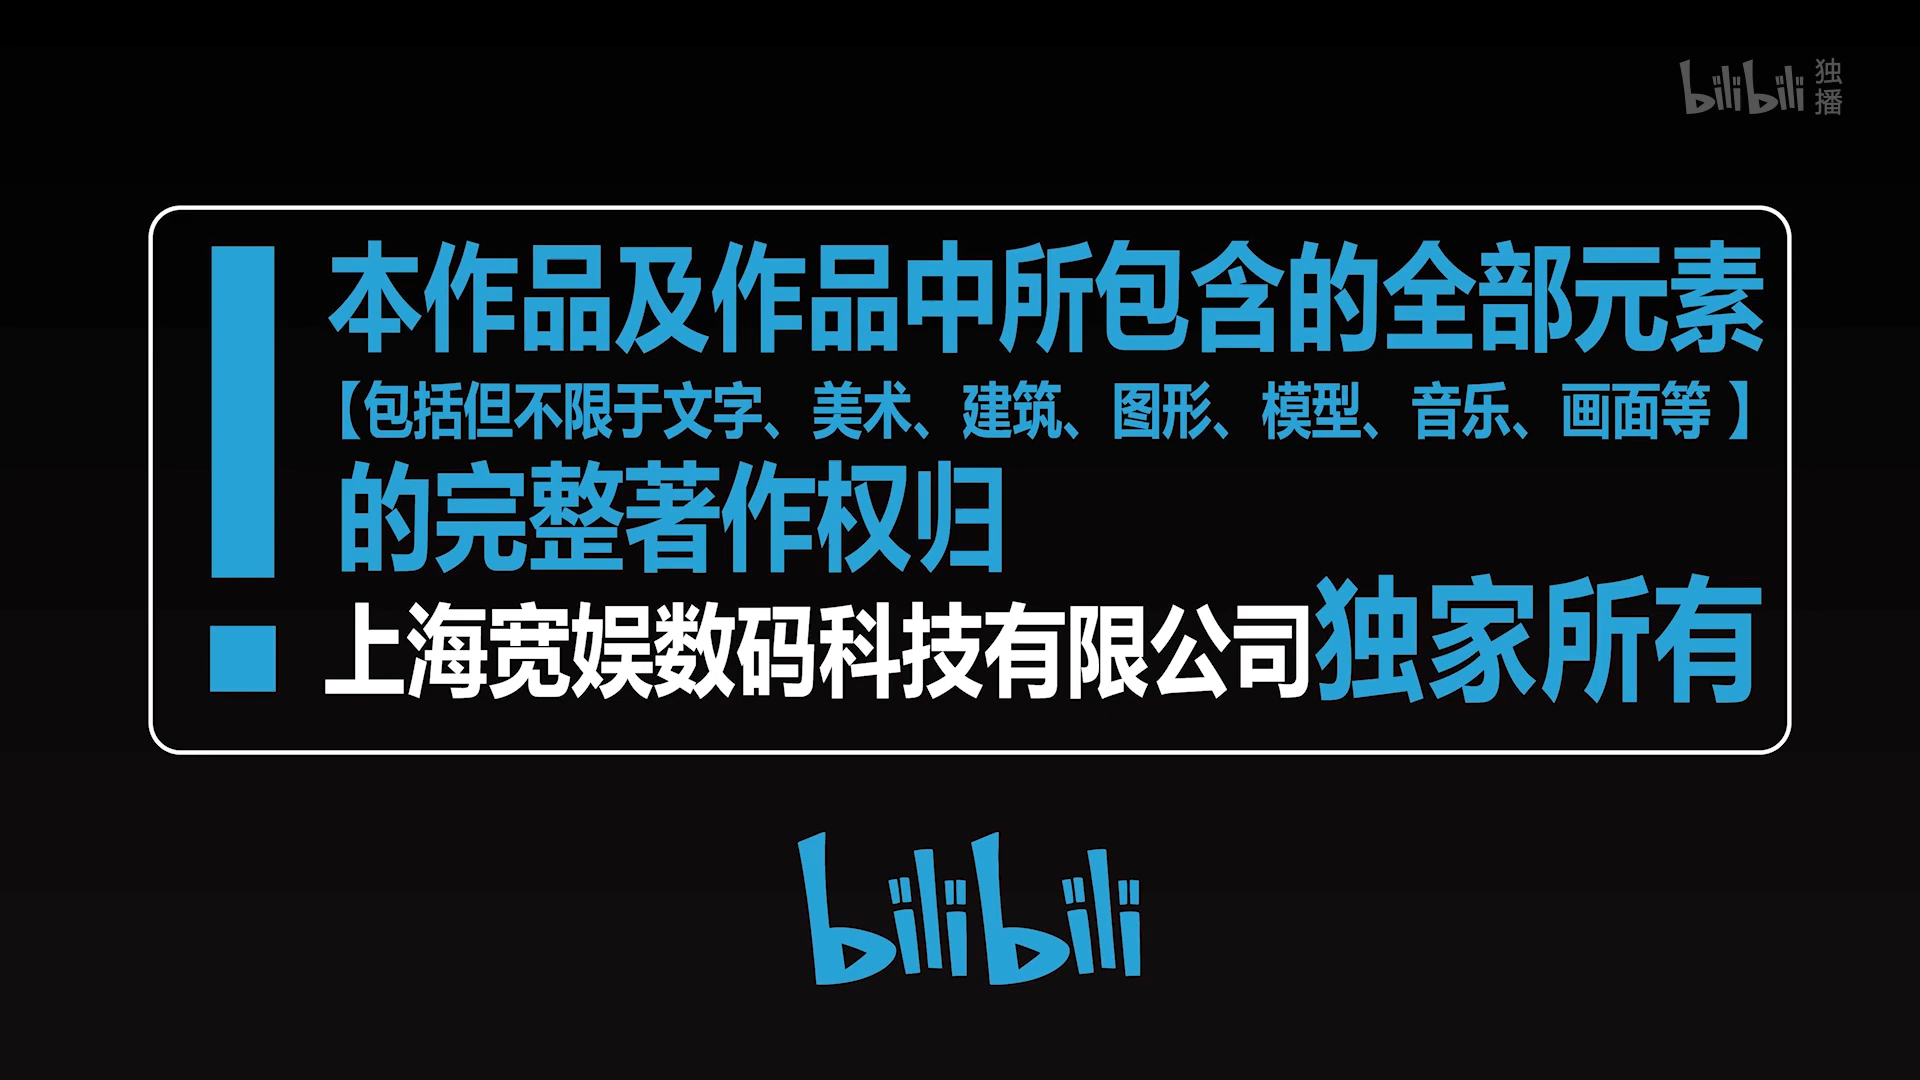 bilibili 独播
本作品及作品中所包含的全部元素
【包括但不限于文字、美术、建筑、图形、模型、音乐、画面等】
的完整著作权归
上海宽娱数码科技有限公司独家所有
bilibili